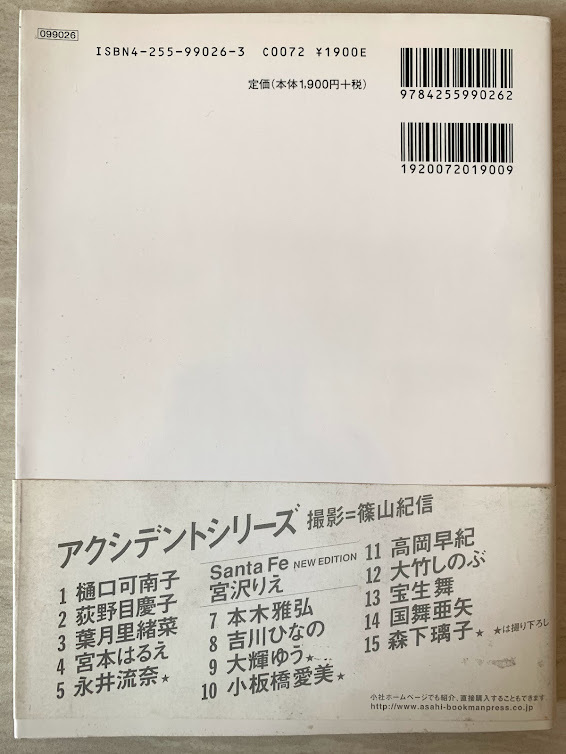 099026
ISBN4-255-99026-3 C0072 ¥1900E
定価(本体1,900円+税)
9784255990262
1920072019009
アクシデントシリーズ 撮影=篠山紀信
1 樋口可南子
2 荻野目慶子
3 葉月里緒菜
4 宮本はるえ
5 永井流奈★
Santa Fe NEW EDITION
宮沢りえ
7 本木雅弘
8 吉川ひなの
9 大輝ゆう★
10 小板橋愛美★
11 高岡早紀
12 大竹しのぶ
13 宝生舞
14 国舞亜矢
15 森下璃子★ ★は撮り下ろし
小社ホームページでも紹介、直接購入することもできます。
http://www.asahi-bookmanpress.co.jp